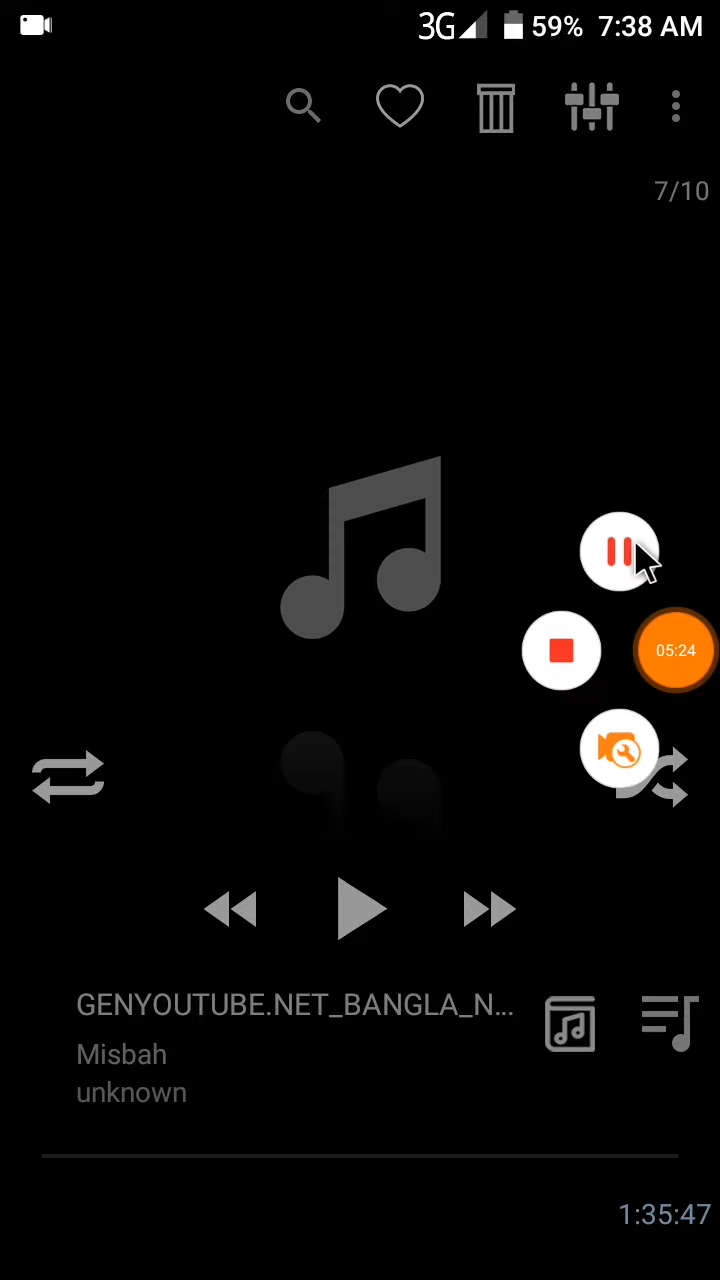 3G 59% 7:38 AM
7/10
05:24
GENYOUTUBE.NET_BANGLA_N...
Misbah
unknown
1:35:47